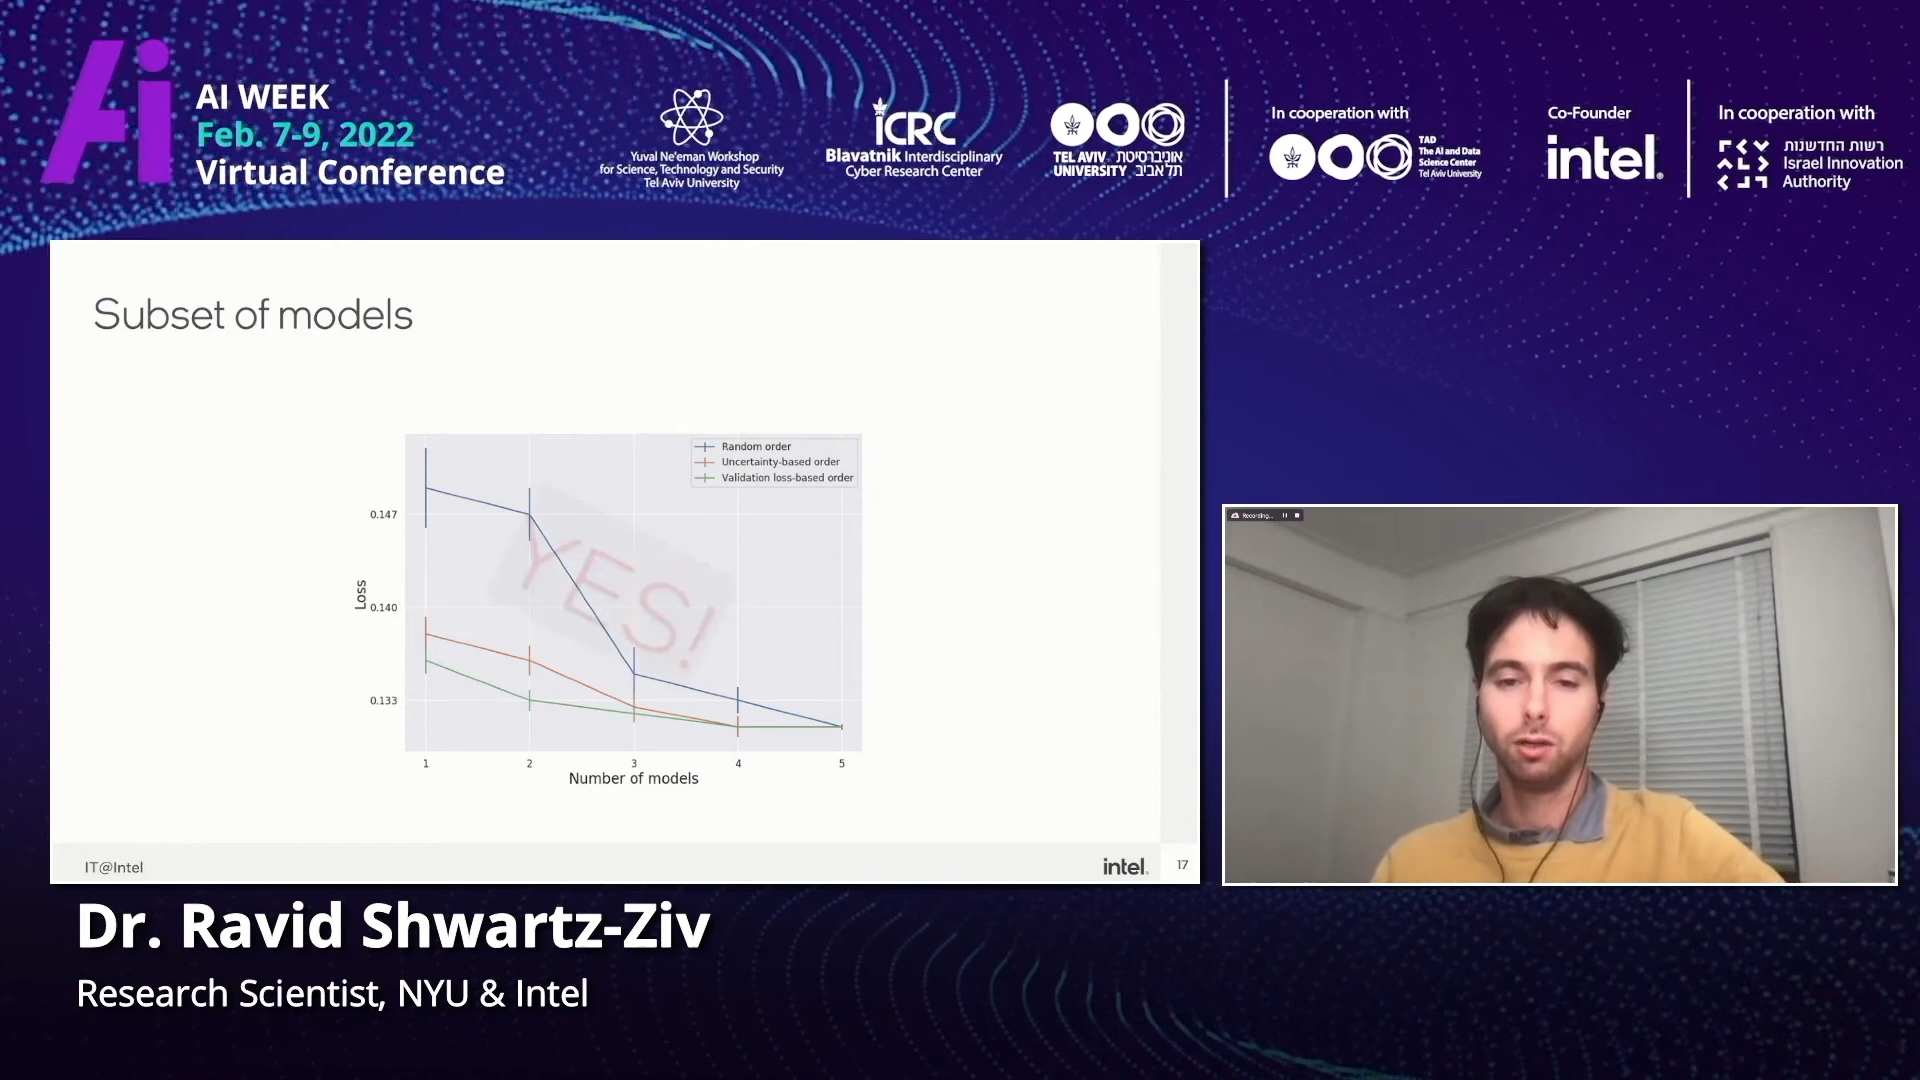 Ai
AI WEEK
Feb. 7-9, 2022
Virtual Conference
Yuval Ne'eman Workshop
for Science, Technology and Security
Tel Aviv University
iCRC
Blavatnik Interdisciplinary
Cyber Research Center
TEL AVIV אוניברסיטת
UNIVERSITY תל אביב
In cooperation with
TAD
The AI and Data
Science Center
Tel Aviv University
Co-Founder
intel.
In cooperation with
רשות החדשנות
Israel Innovation
Authority
Subset of models
Random order
Uncertainty-based order
Validation loss-based order
YES!
Loss
0.147
0.140
0.133
1 2 3 4 5
Number of models
IT@Intel
intel.
17
Recording...
Dr. Ravid Shwartz-Ziv
Research Scientist, NYU & Intel